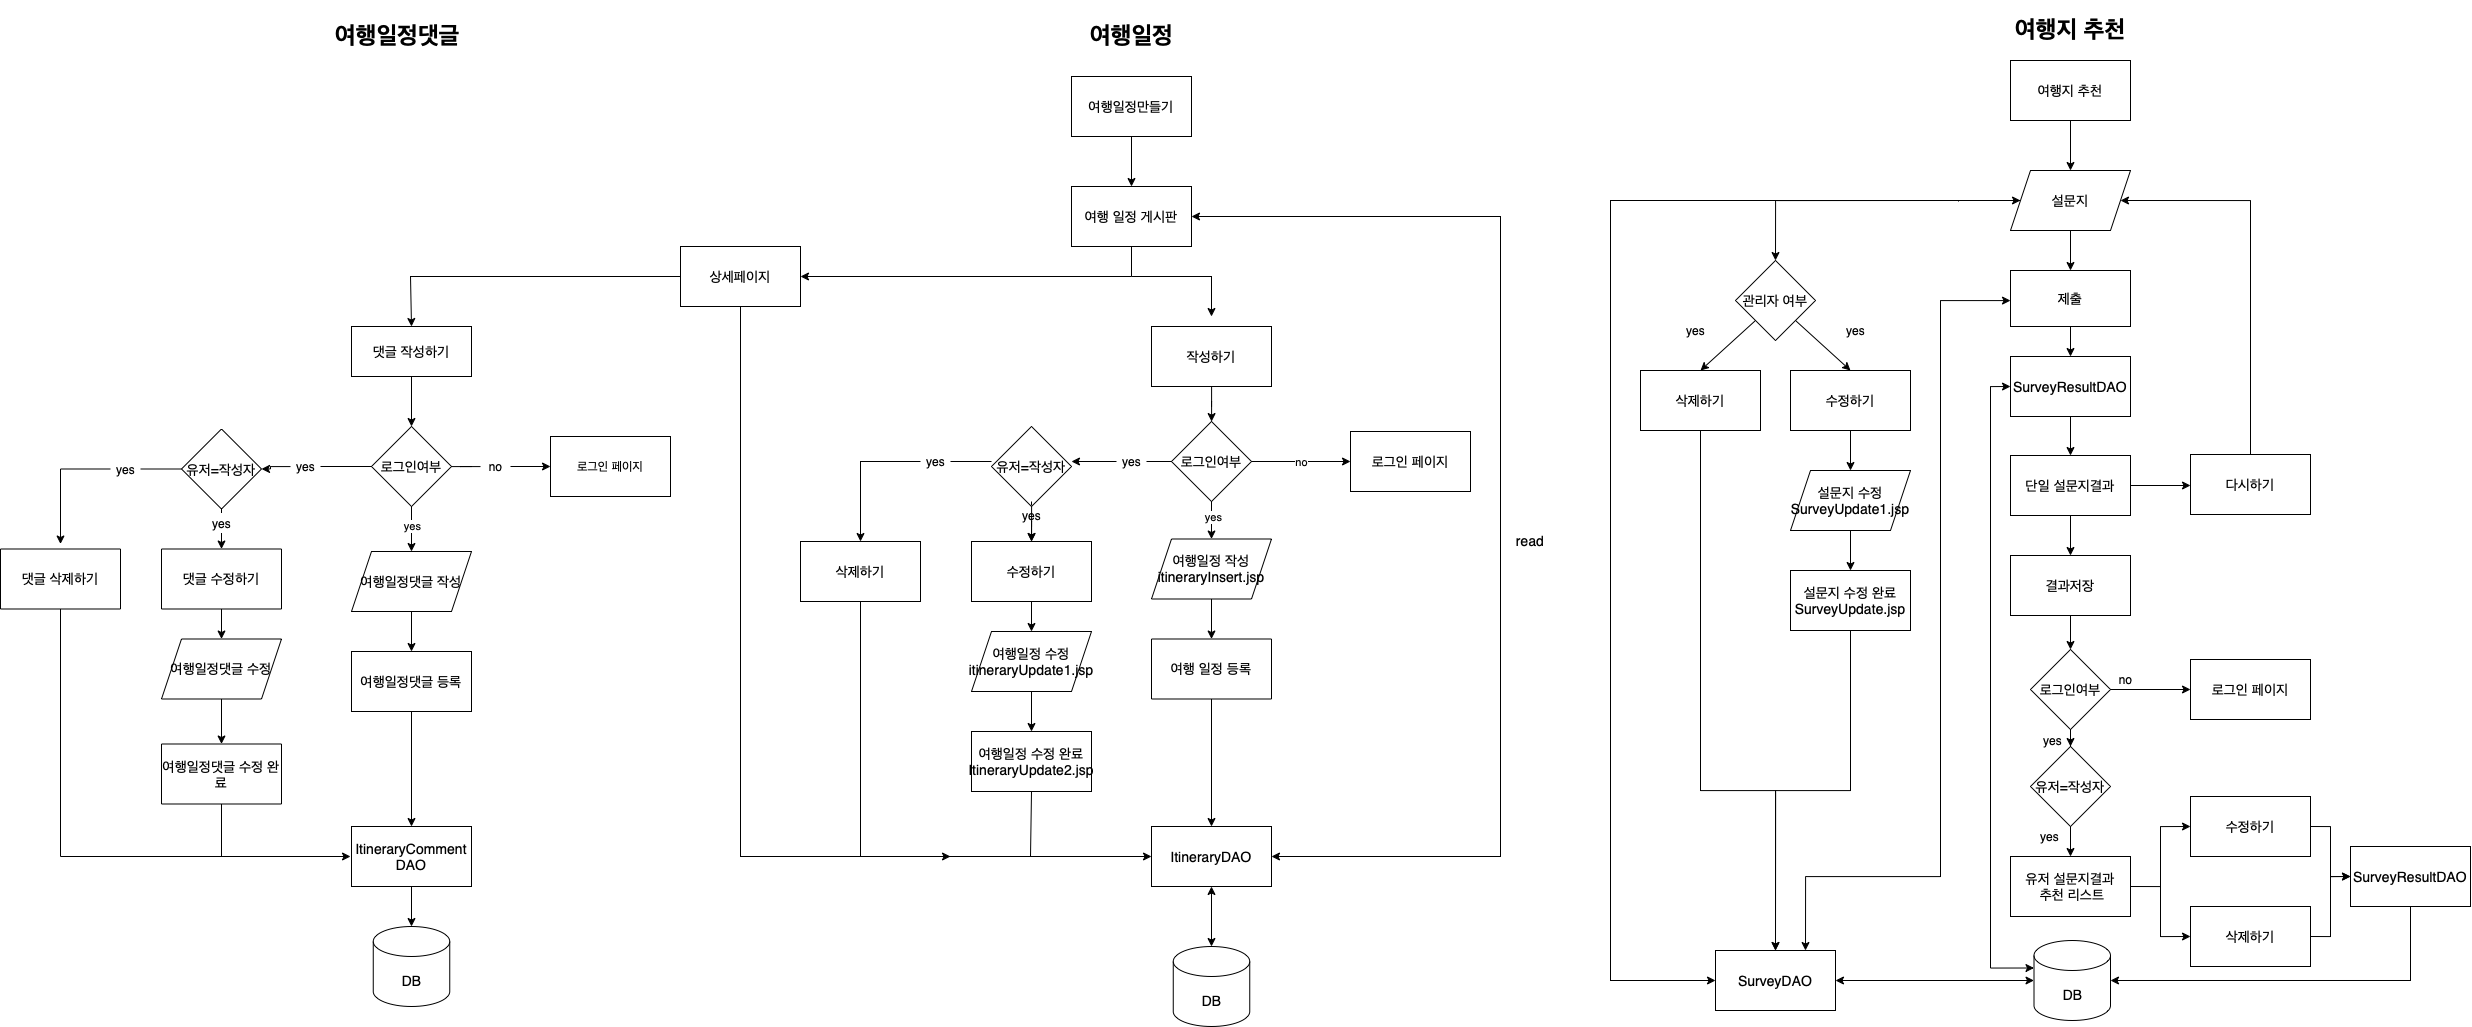 여행일정댓글
댓글 작성하기
로그인여부
no
로그인 페이지
yes
유저=작성자
yes
yes
yes
댓글 삭제하기
댓글 수정하기
여행일정댓글 작성
여행일정댓글 수정
여행일정댓글 등록
여행일정댓글 수정 완
료
ItineraryComment
DAO
DB
여행일정
여행일정만들기
여행 일정 게시판
상세페이지
작성하기
로그인여부
no
로그인 페이지
yes
유저=작성자
yes
yes
yes
read
삭제하기
수정하기
여행일정 작성
itineraryInsert.jsp
여행일정 수정
itineraryUpdate1.jsp
여행 일정 등록
여행일정 수정 완료
ItineraryUpdate2.jsp
ItineraryDAO
DB
여행지 추천
여행지 추천
설문지
관리자 여부
yes
yes
제출
삭제하기
수정하기
SurveyResultDAO
설문지 수정
SurveyUpdate1.jsp
단일 설문지결과
다시하기
설문지 수정 완료
SurveyUpdate.jsp
결과저장
로그인여부
no
로그인 페이지
yes
유저=작성자
yes
유저 설문지결과
추천 리스트
수정하기
삭제하기
SurveyResultDAO
SurveyDAO
DB